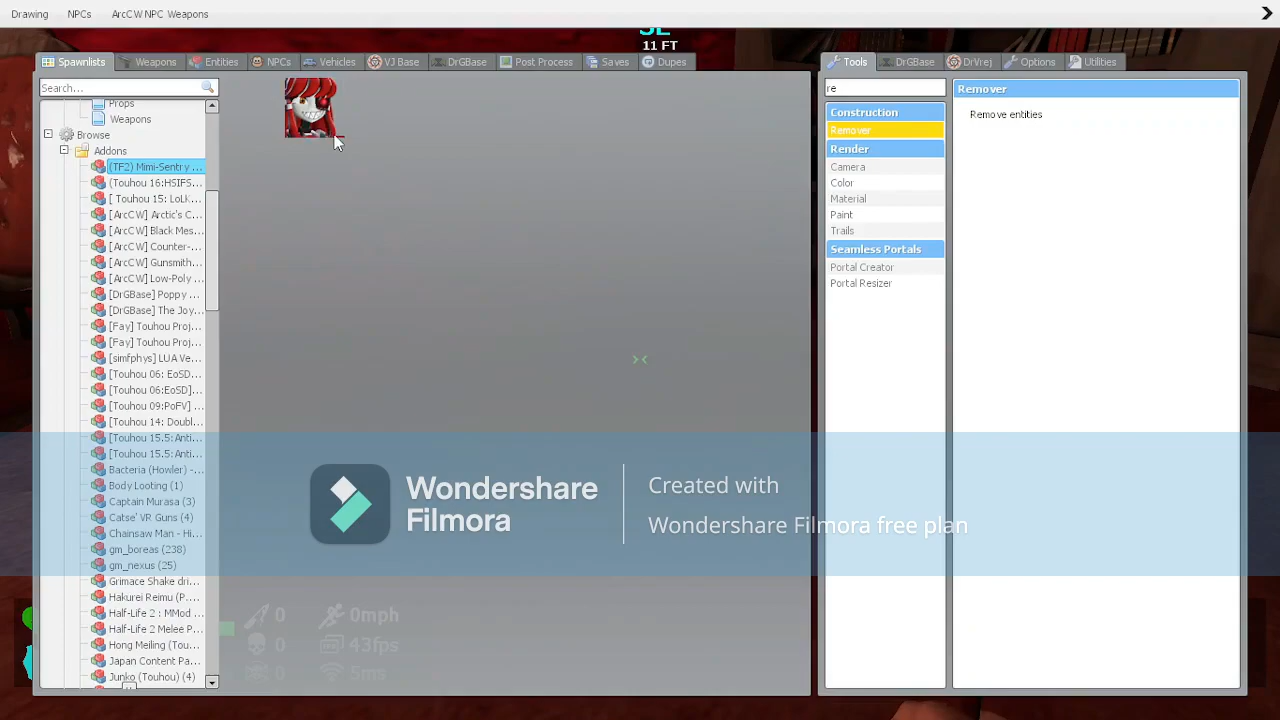 Drawing NPCs ArcCW NPC Weapons
11 FT
Spawnlists Weapons Entities NPCs Vehicles VJ Base DrGBase Post Process Saves Dupes
Search...
Props
Weapons
Browse
Addons
(TF2) Mimi-Sentry ...
(Touhou 16:HSIFS...
[ Touhou 15: LoLK...
[ArcCW] Arctic's C...
[ArcCW] Black Mes...
[ArcCW] Counter-...
[ArcCW] Gunsmith...
[ArcCW] Low-Poly ...
[DrGBase] Poppy ...
[DrGBase] The Joy...
[Fay] Touhou Proj...
[Fay] Touhou Proj...
[simfphys] LUA Ve...
[Touhou 06: EoSD...
[Touhou 06:EoSD]...
[Touhou 09:PoFV] ...
[Touhou 14: Doubl...
[Touhou 15.5: Anti...
[Touhou 15.5: Anti...
Bacteria (Howler) -...
Body Looting (1)
Captain Murasa (3)
Catse' VR Guns (4)
Chainsaw Man - Hi...
gm_boreas (238)
gm_nexus (25)
Grimace Shake dri...
Hakurei Reimu (P...
Half-Life 2 : MMod ...
Half-Life 2 Melee P...
Hong Meiling (Tou...
Japan Content Pa...
Junko (Touhou) (4)
Tools DrGBase DrVrej Options Utilities
re
Construction
Remover
Render
Camera
Color
Material
Paint
Trails
Seamless Portals
Portal Creator
Portal Resizer
Remover
Remove entities
Wondershare
Filmora
Created with
Wondershare Filmora free plan
0 0mph
0 43fps
0 5ms